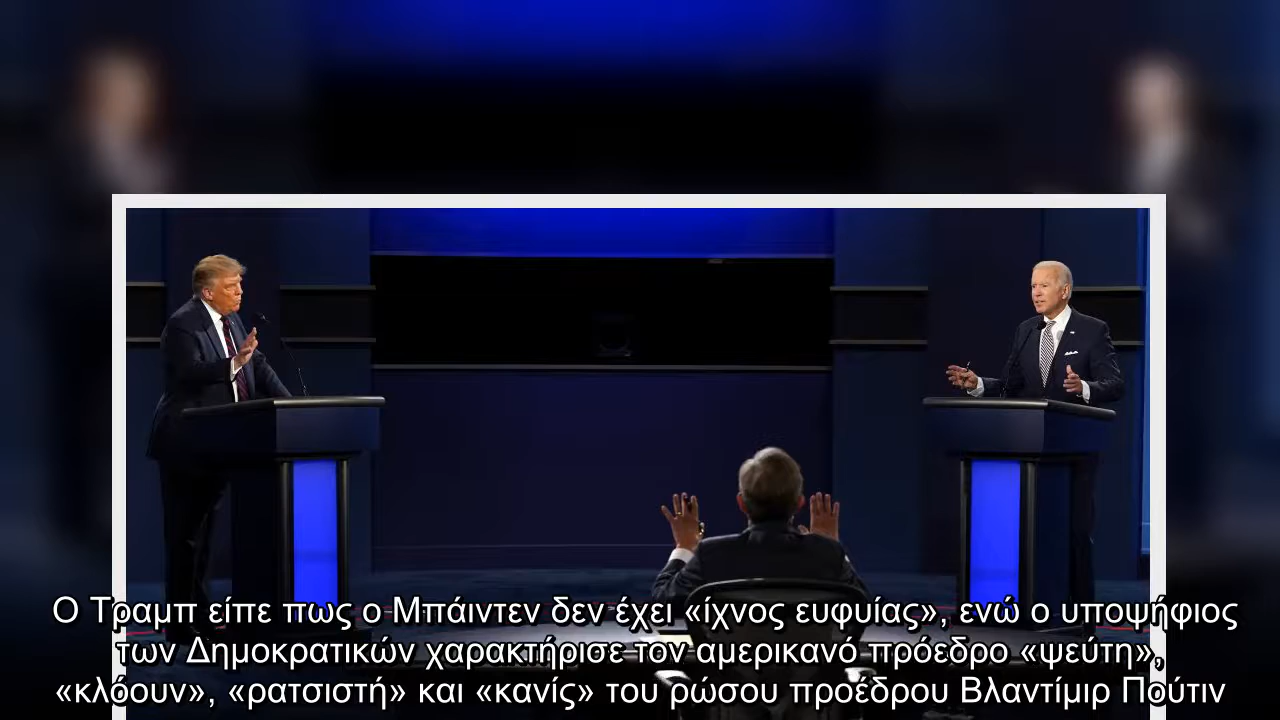 Ο Τραμπ είπε πως ο Μπάιντεν δεν έχει «ίχνος ευφυίας», ενώ ο υποψήφιος
των Δημοκρατικών χαρακτήρισε τον αμερικανό πρόεδρο «ψεύτη»,
«κλόουν», «ρατσιστή» και «κανίς» του ρώσου προέδρου Βλαντίμιρ Πούτιν